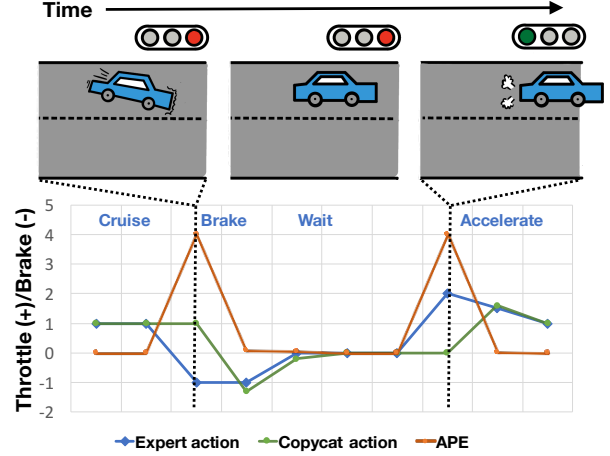 Time
Throttle (+)/Brake (-)
5
4
3
2
1
0
-1
-2
Cruise
Brake
Wait
Accelerate
Expert action
Copycat action
APE